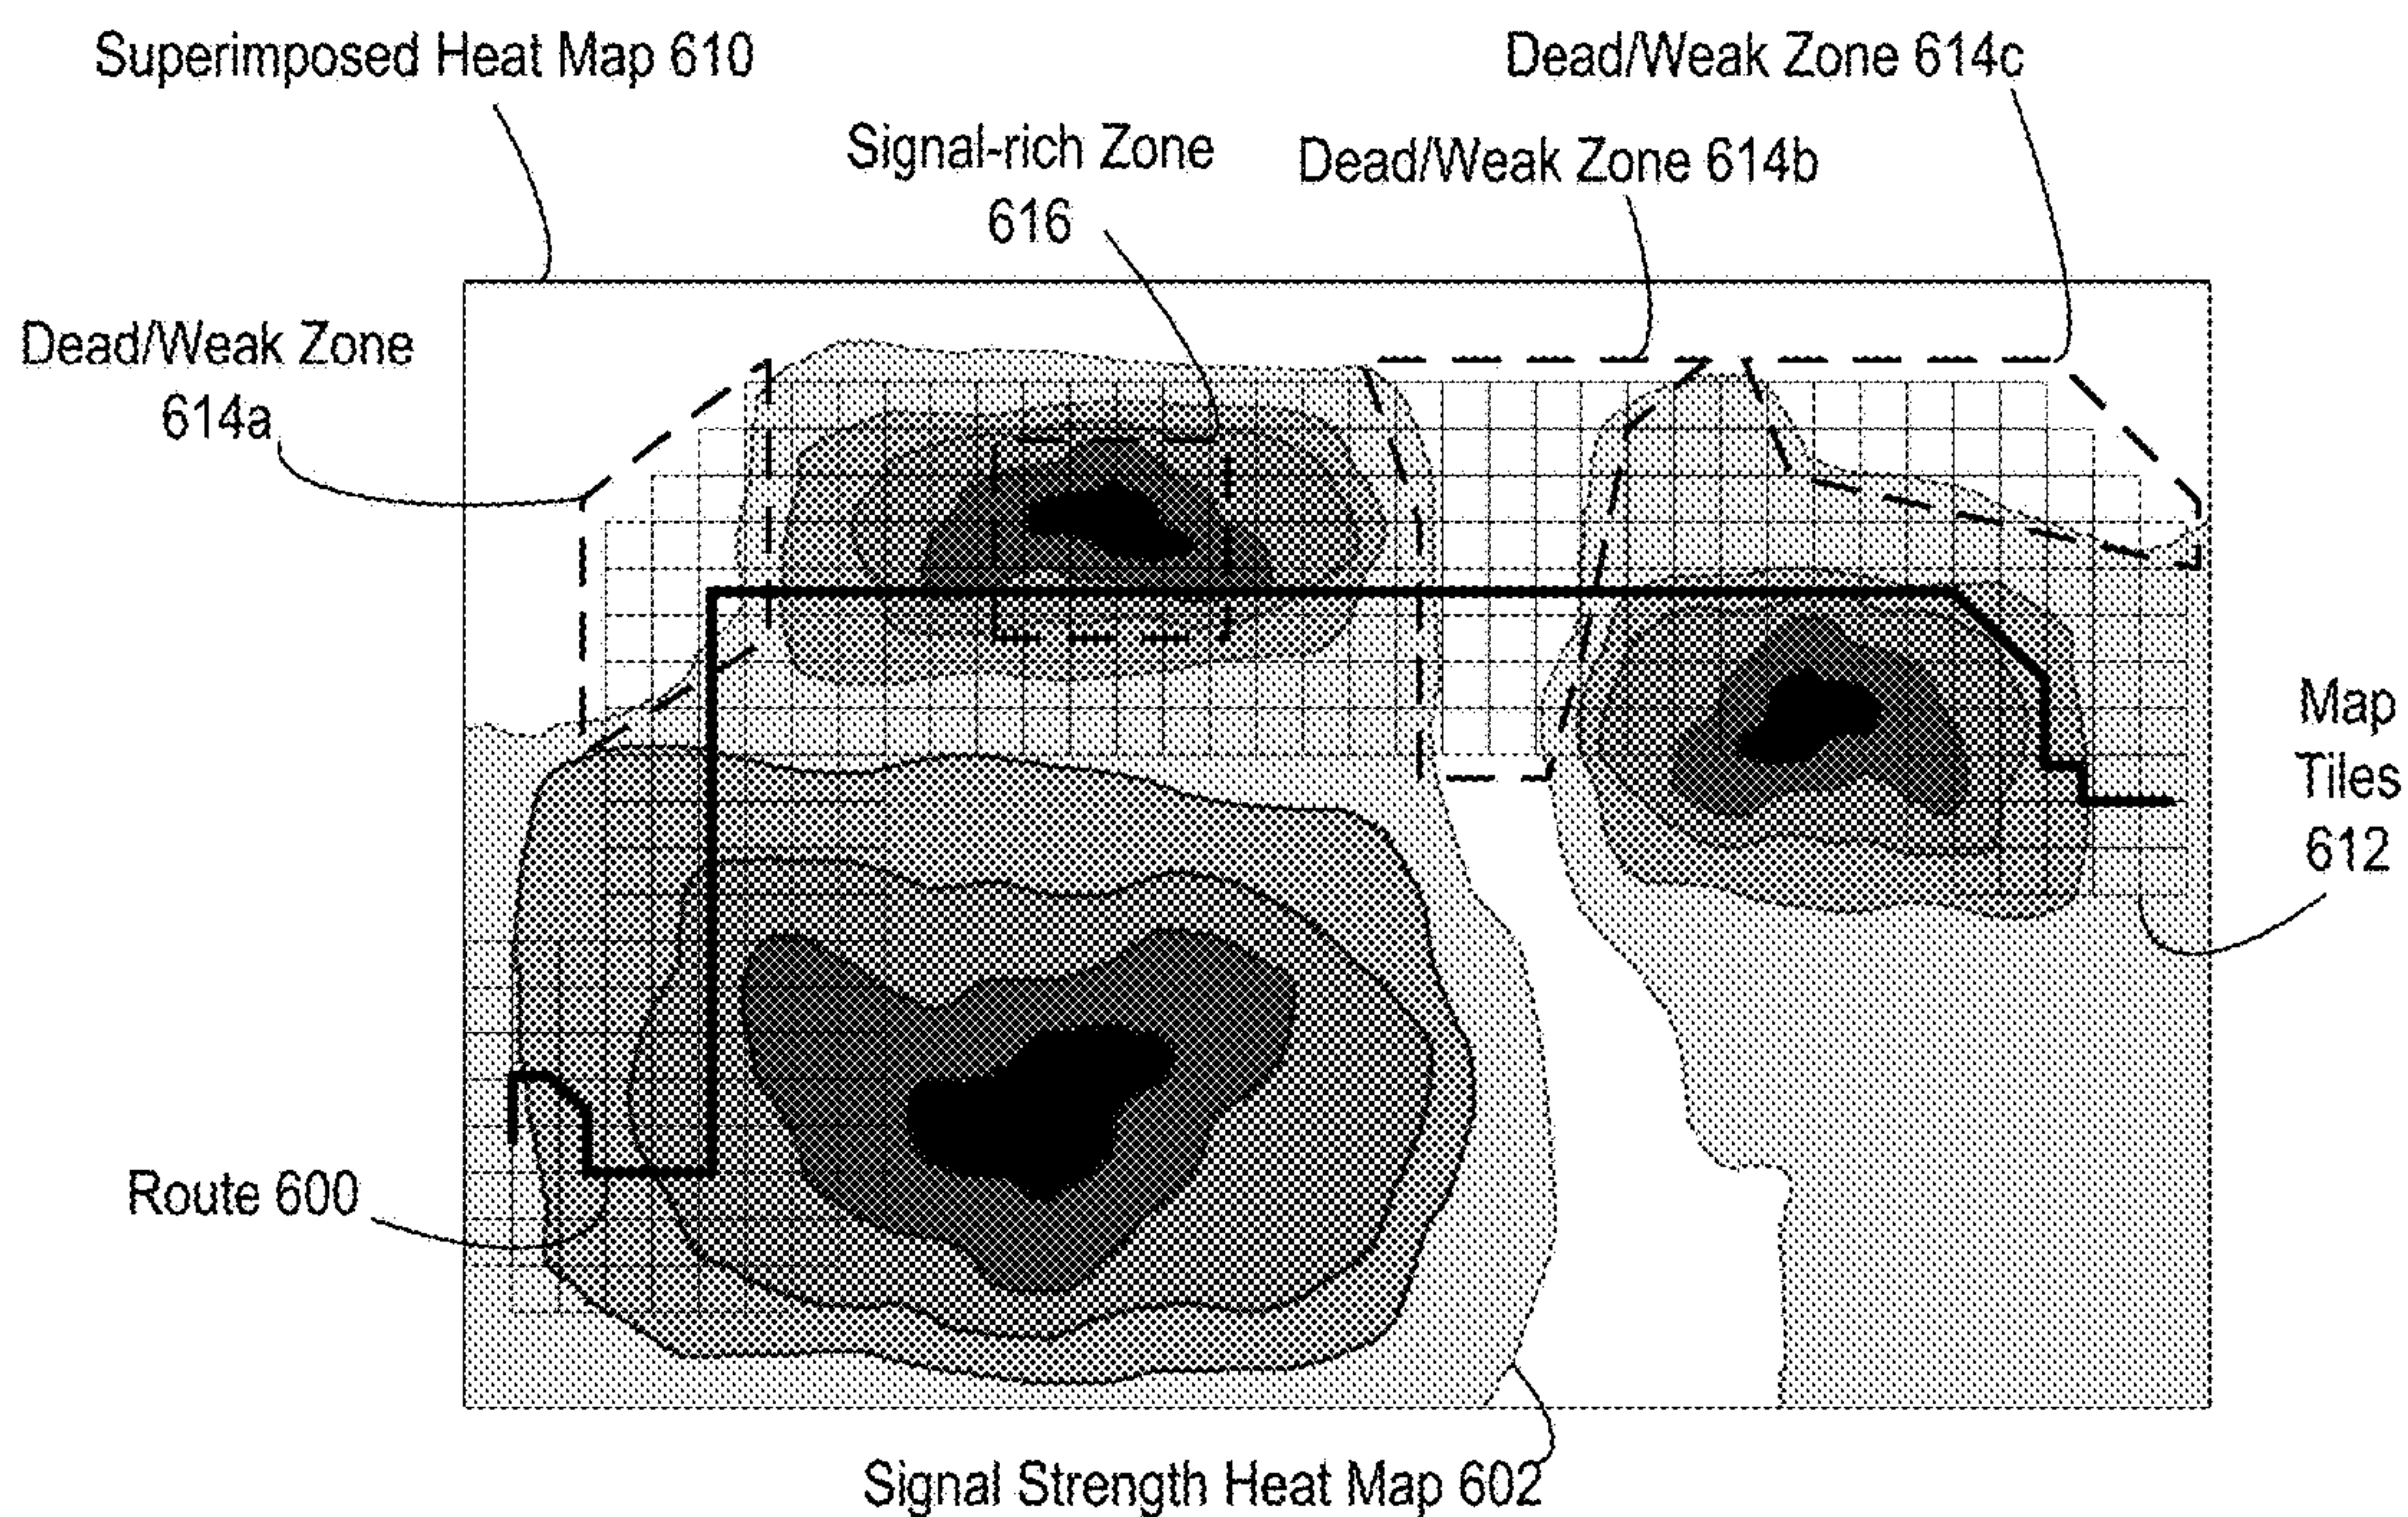 Superimposed Heat Map 610
Dead/Weak Zone 614c
Signal-rich Zone
616
Dead/Weak Zone 614b
Dead/Weak Zone
614a
Map
Tiles
612
Route 600
Signal Strength Heat Map 602